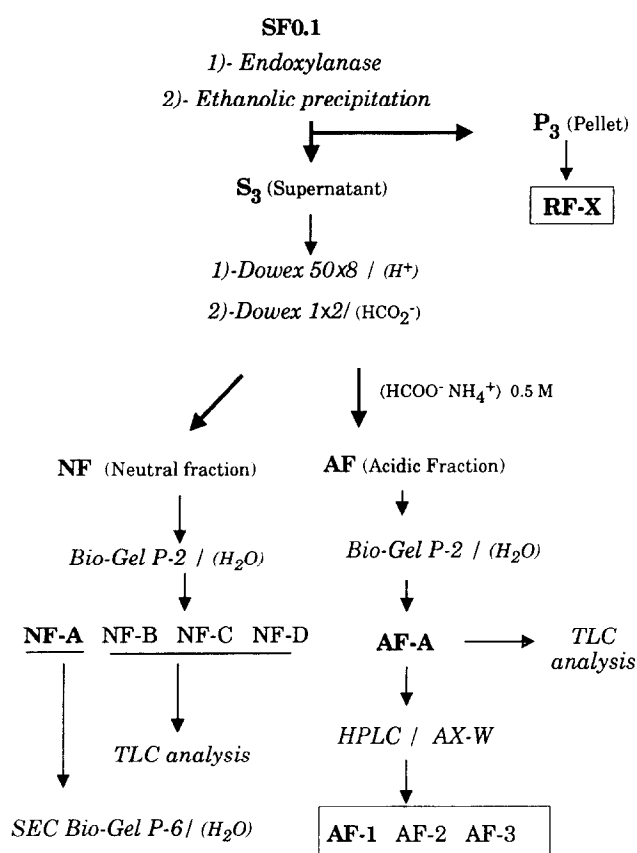 SF0.1
1)- Endoxylanase
2)- Ethanolic precipitation
P₃ (Pellet)
S₃ (Supernatant)
RF-X
1)-Dowex 50x8 / (H⁺)
2)-Dowex 1x2/ (HCO₂⁻)
(HCOO⁻ NH₄⁺) 0.5 M
NF (Neutral fraction)
AF (Acidic Fraction)
Bio-Gel P-2 / (H₂O)
Bio-Gel P-2 / (H₂O)
NF-A NF-B NF-C NF-D
AF-A
TLC
analysis
TLC analysis
HPLC / AX-W
SEC Bio-Gel P-6/ (H₂O)
AF-1 AF-2 AF-3